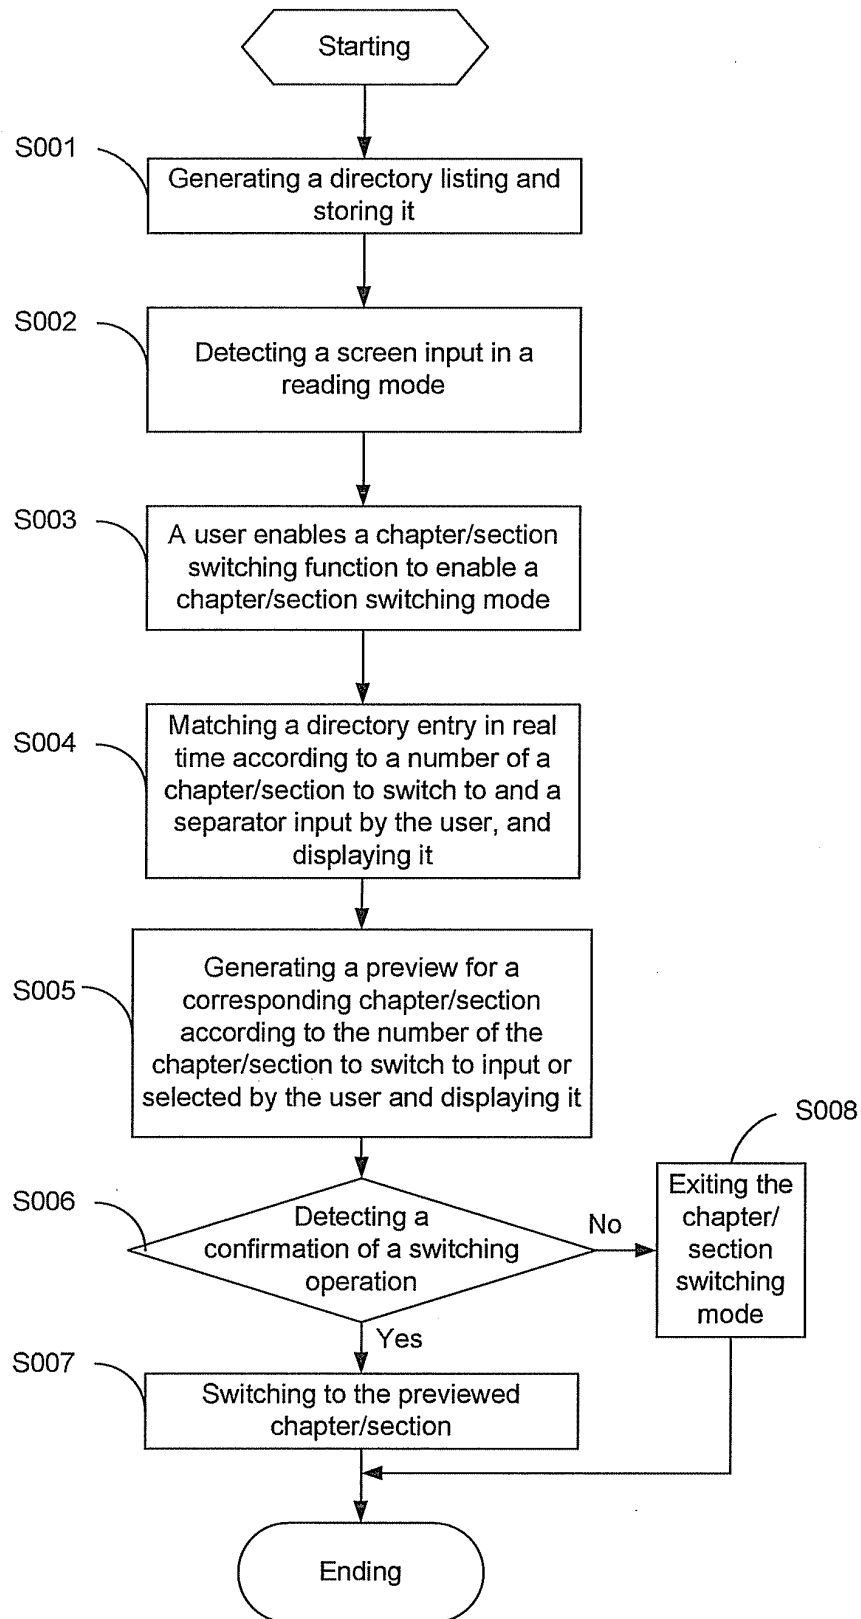 Starting
S001
Generating a directory listing and
storing it
S002
Detecting a screen input in a
reading mode
S003
A user enables a chapter/section
switching function to enable a
chapter/section switching mode
S004
Matching a directory entry in real
time according to a number of a
chapter/section to switch to and a
separator input by the user, and
displaying it
S005
Generating a preview for a
corresponding chapter/section
according to the number of the
chapter/section to switch to input or
selected by the user and displaying it
S006
Detecting a
confirmation of a switching
operation
No
S008
Exiting the
chapter/
section
switching
mode
Yes
S007
Switching to the previewed
chapter/section
Ending